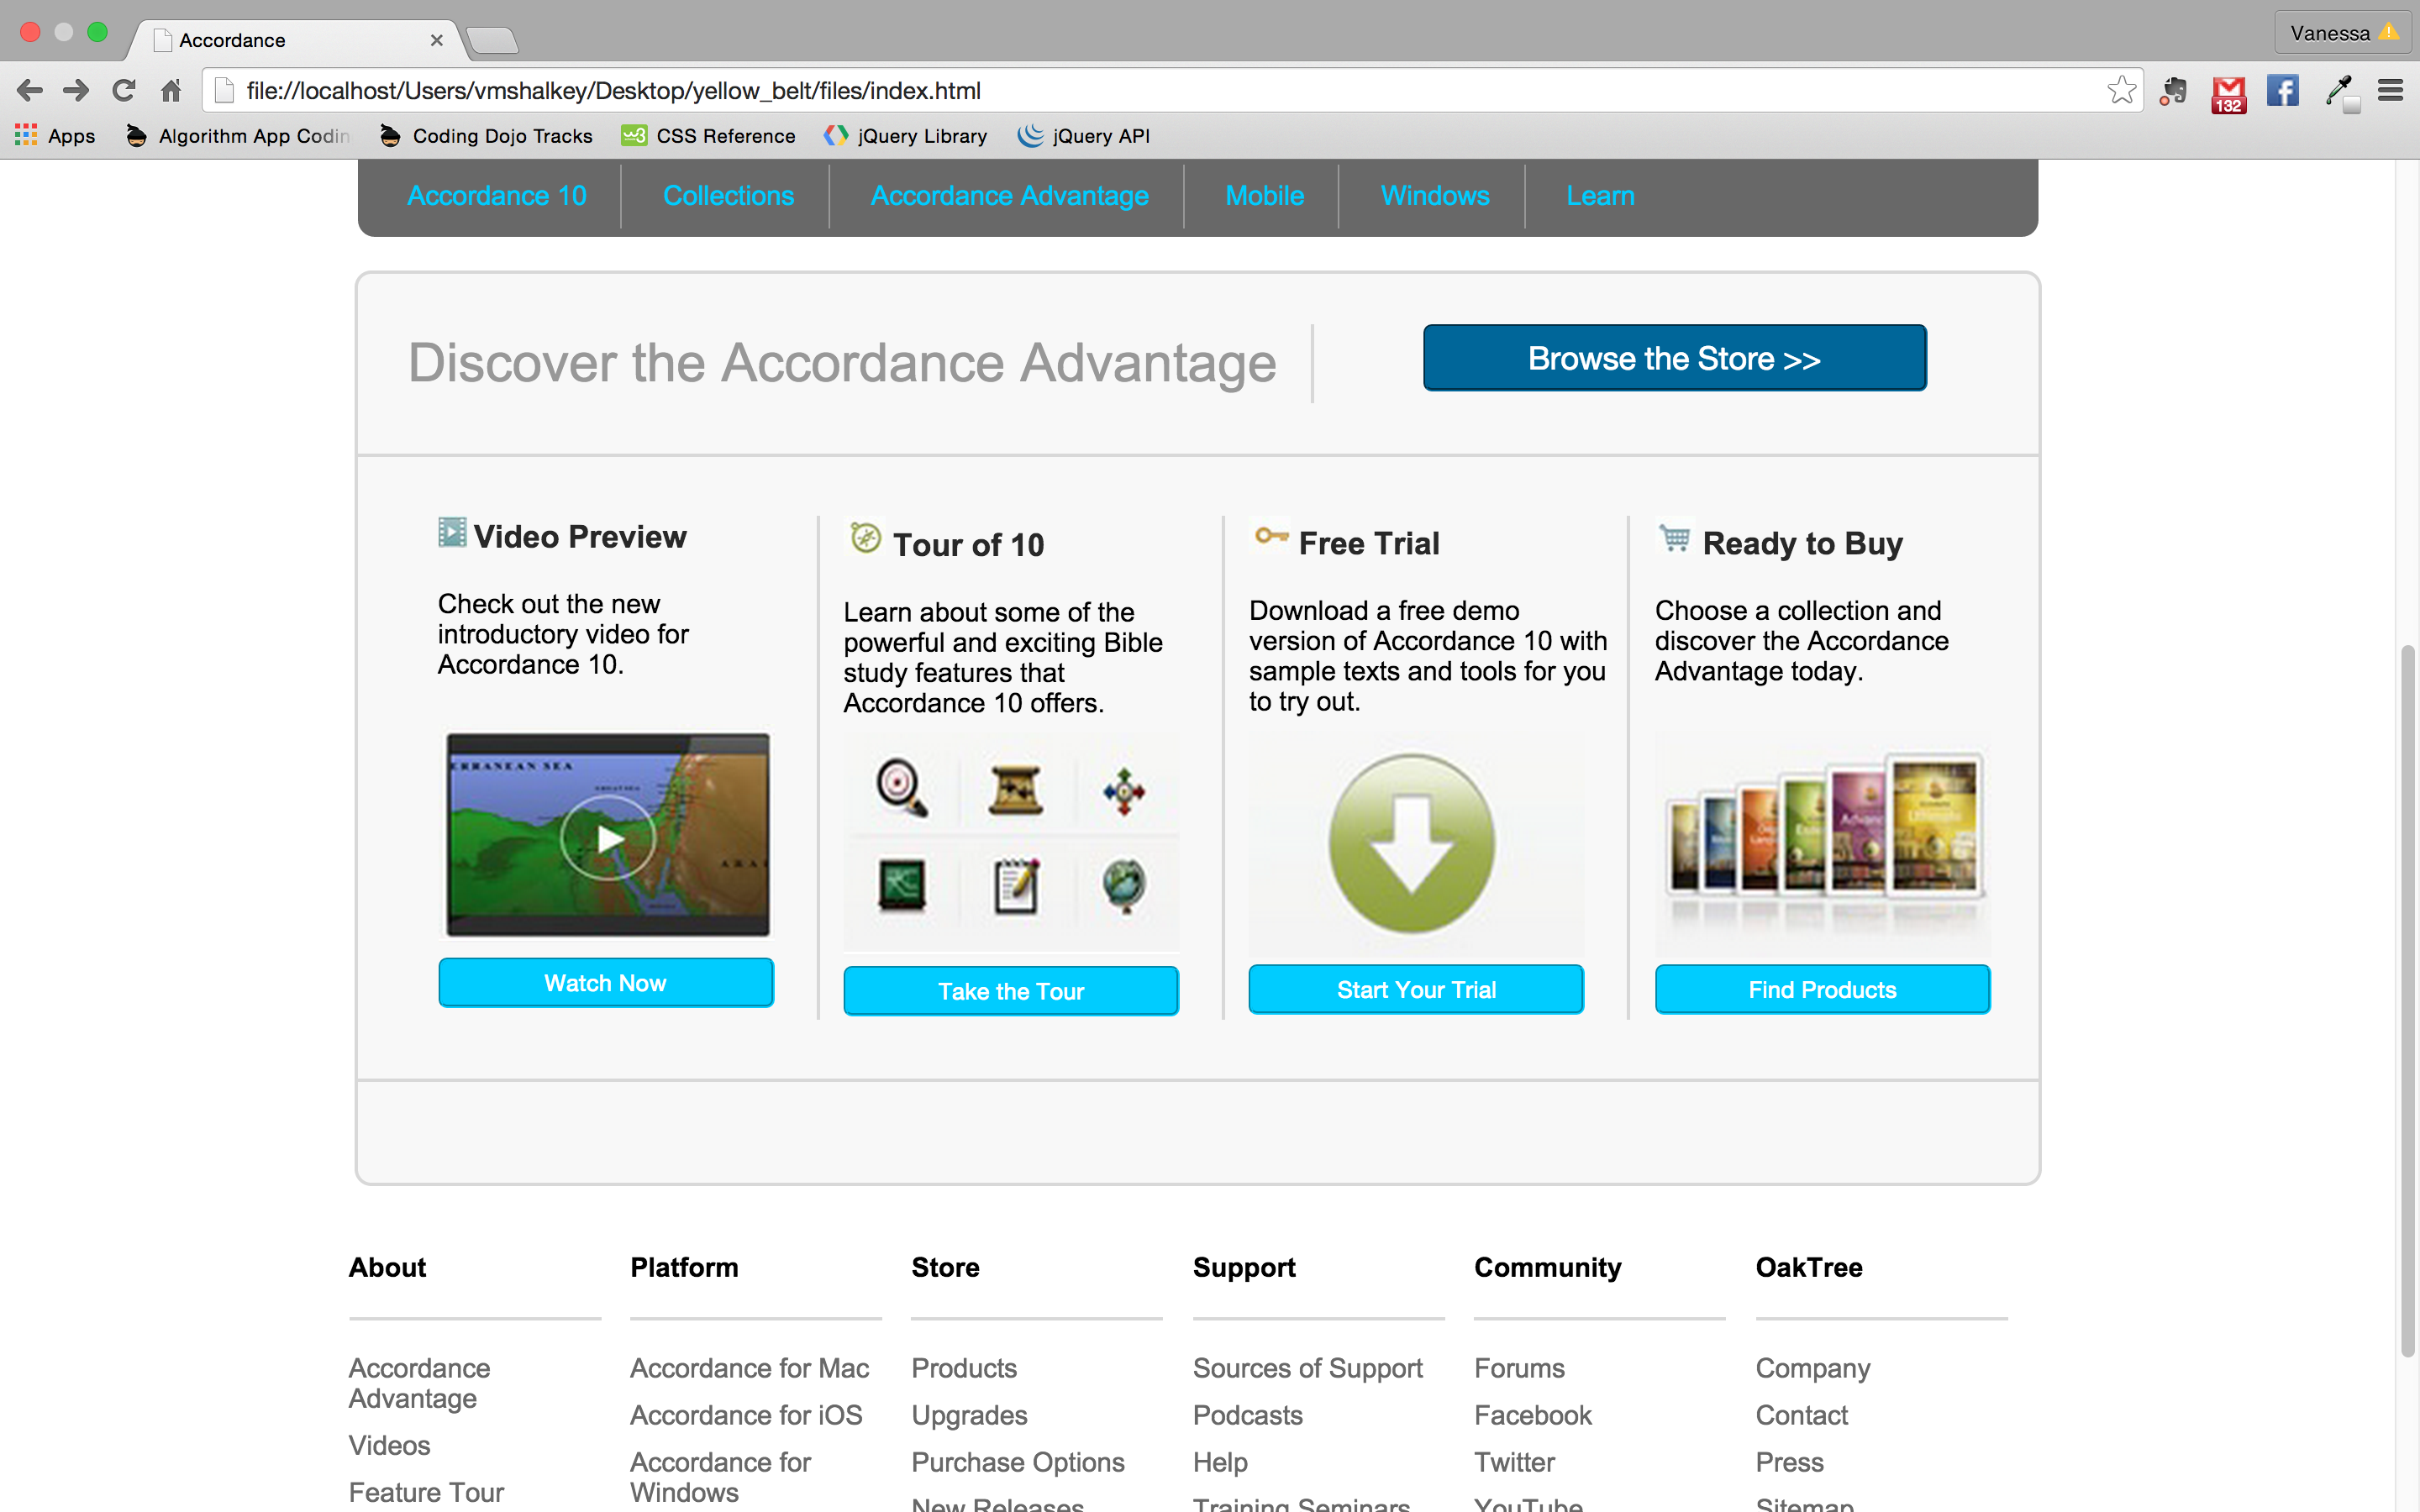 Accordance
Vanessa
file://localhost/Users/vmshalkey/Desktop/yellow_belt/files/index.html
132
Apps
Algorithm App Codin
Coding Dojo Tracks
w3
CSS Reference
jQuery Library
jQuery API
Accordance 10
Collections
Accordance Advantage
Mobile
Windows
Learn
Discover the Accordance Advantage
Browse the Store >>
Video Preview
Check out the new
introductory video for
Accordance 10.
ERRANEAN SEA
Watch Now
Tour of 10
Learn about some of the
powerful and exciting Bible
study features that
Accordance 10 offers.
Take the Tour
Free Trial
Download a free demo
version of Accordance 10 with
sample texts and tools for you
to try out.
Start Your Trial
Ready to Buy
Choose a collection and
discover the Accordance
Advantage today.
Ultimate
Find Products
About
Accordance
Advantage
Videos
Feature Tour
Platform
Accordance for Mac
Accordance for iOS
Accordance for
Windows
Store
Products
Upgrades
Purchase Options
New Releases
Support
Sources of Support
Podcasts
Help
Training Seminars
Community
Forums
Facebook
Twitter
YouTube
OakTree
Company
Contact
Press
Sitemap